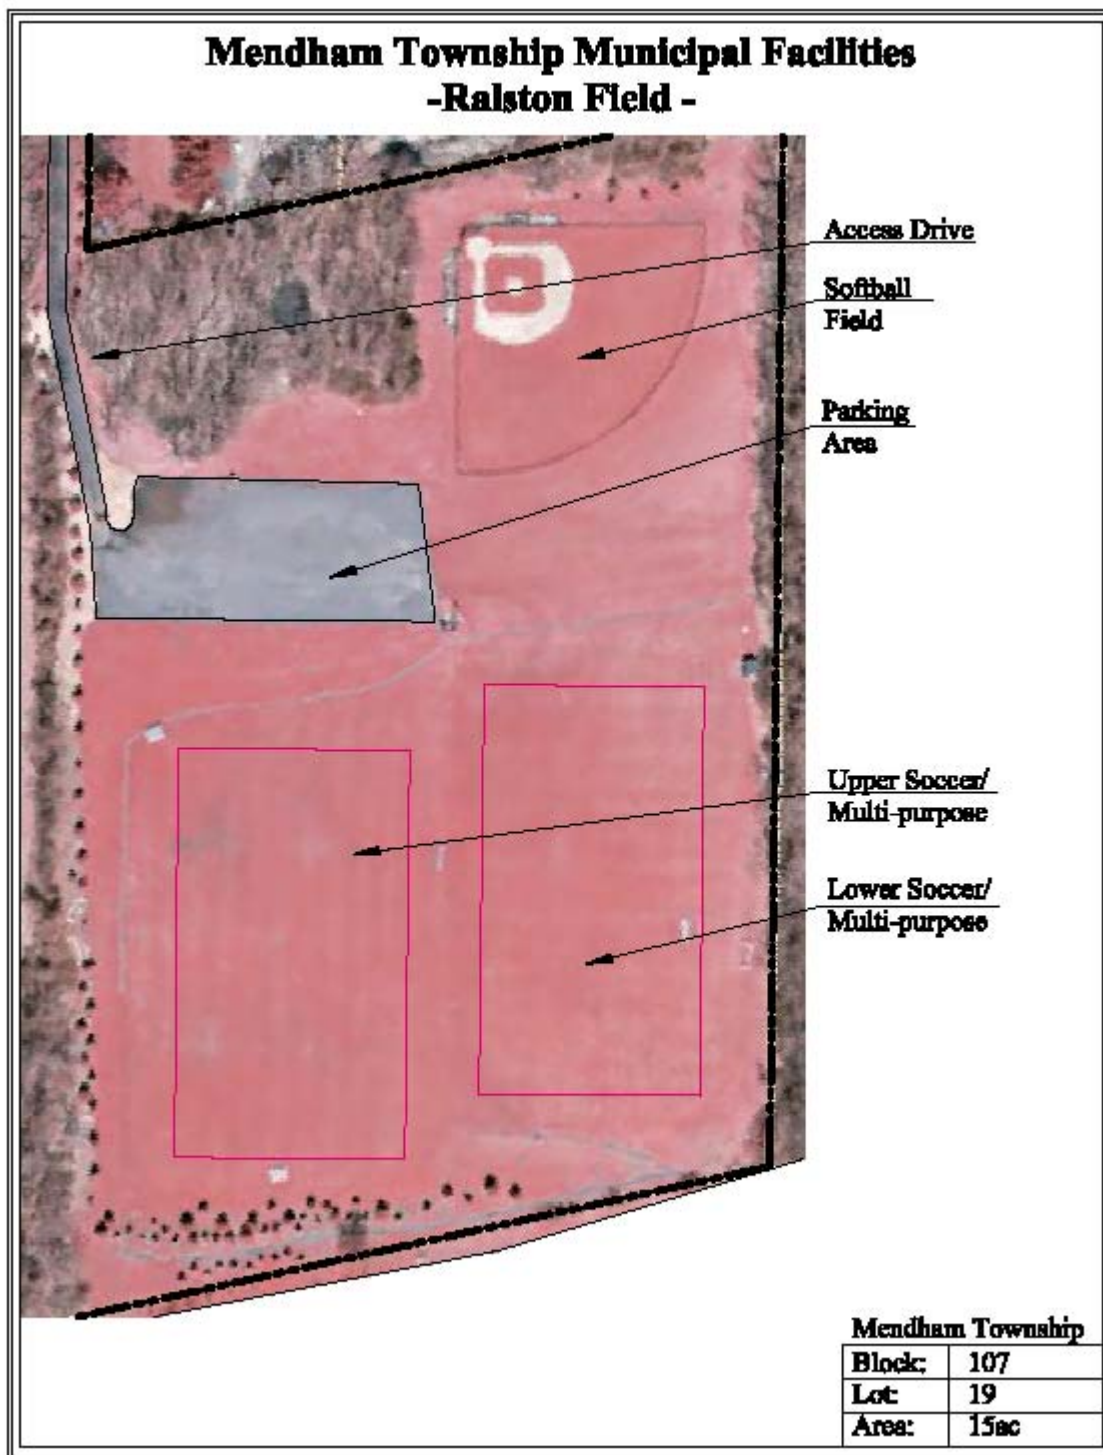 Mendham Township Municipal Facilities
-Ralston Field -
Access Drive
Softball
Field
Parking
Area
Upper Soccer/
Multi-purpose
Lower Soccer/
Multi-purpose
Mendham Township
Block: 107
Lot: 19
Area: 15ac